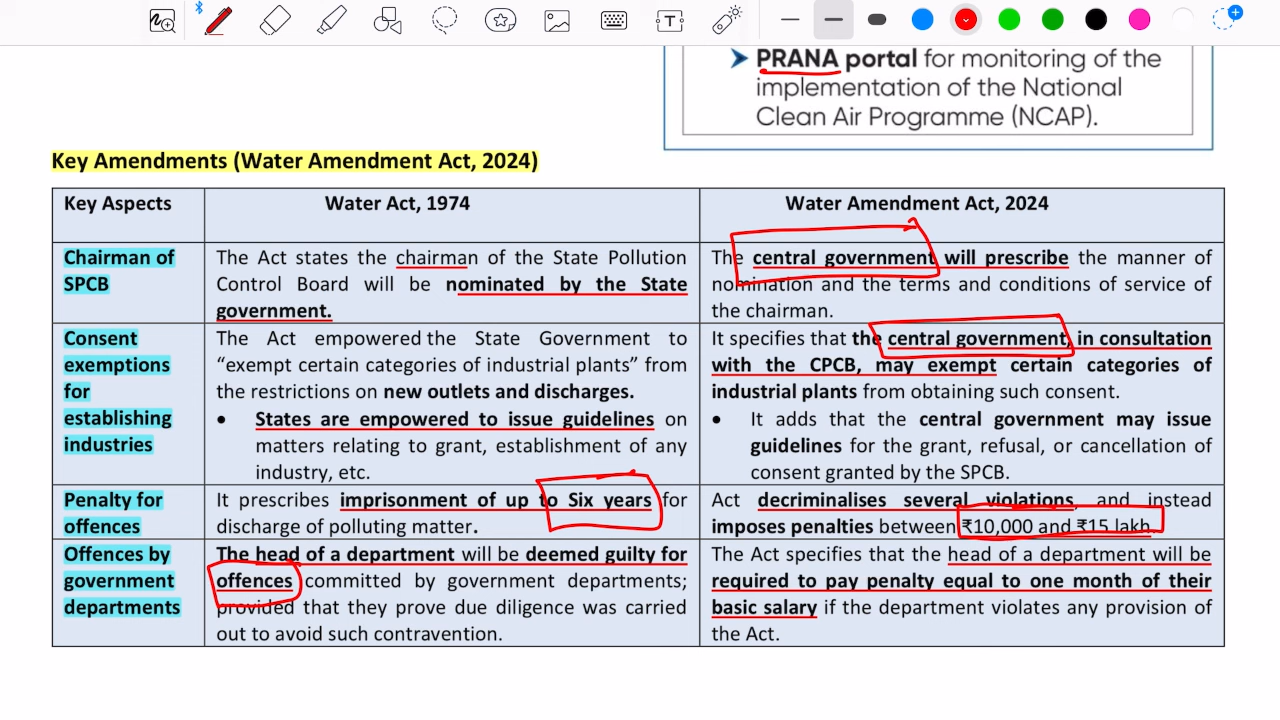 ➤ PRANA portal for monitoring of the
implementation of the National
Clean Air Programme (NCAP).
Key Amendments (Water Amendment Act, 2024)
Key Aspects
Water Act, 1974
Water Amendment Act, 2024
Chairman of
SPCB
The Act states the chairman of the State Pollution
Control Board will be nominated by the State
government.
The central government will prescribe the manner of
nomination and the terms and conditions of service of
the chairman.
Consent
exemptions
for
establishing
industries
The Act empowered the State Government to
“exempt certain categories of industrial plants” from
the restrictions on new outlets and discharges.
• States are empowered to issue guidelines on
matters relating to grant, establishment of any
industry, etc.
It specifies that the central government, in consultation
with the CPCB, may exempt certain categories of
industrial plants from obtaining such consent.
• It adds that the central government may issue
guidelines for the grant, refusal, or cancellation of
consent granted by the SPCB.
Penalty for
offences
It prescribes imprisonment of up to Six years for
discharge of polluting matter.
Act decriminalises several violations and instead
imposes penalties between ₹10,000 and ₹15 lakh.
Offences by
government
departments
The head of a department will be deemed guilty for
offences committed by government departments;
provided that they prove due diligence was carried
out to avoid such contravention.
The Act specifies that the head of a department will be
required to pay penalty equal to one month of their
basic salary if the department violates any provision of
the Act.